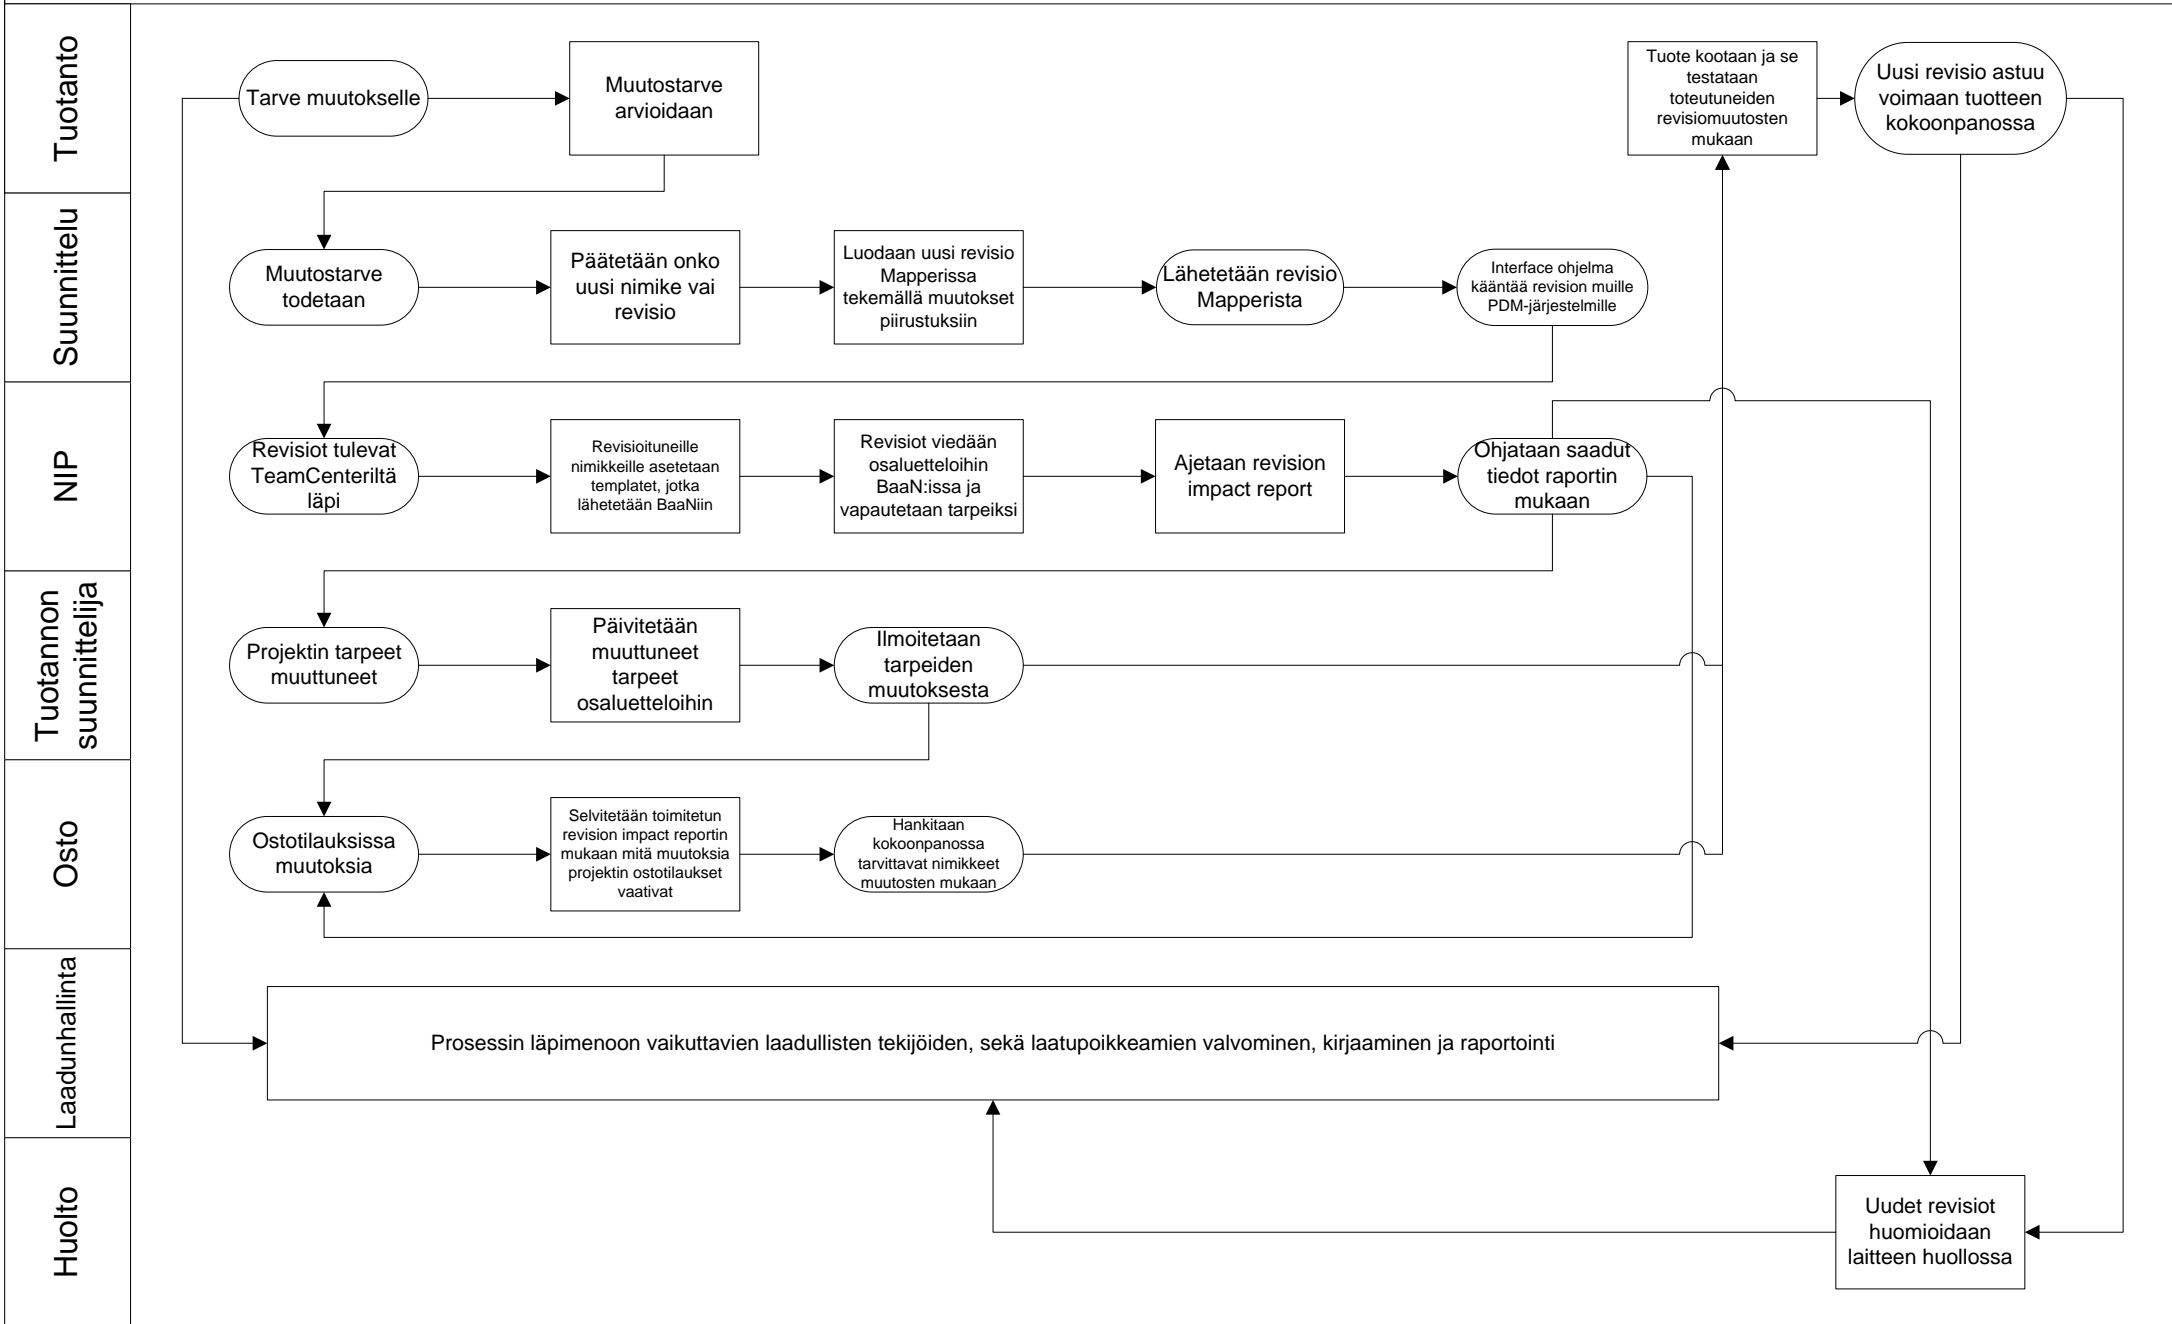 Tuotanto
Tarve muutokselle
Muutostarve
arvioidaan
Tuote kootaan ja se
testataan
toteutuneiden
revisiomuutosten
mukaan
Uusi revisio astuu
voimaan tuotteen
kokoonpanossa
Suunnittelu
Muutostarve
todetaan
Päätetään onko
uusi nimike vai
revisio
Luodaan uusi revisio
Mapperissa
tekemällä muutokset
piirustuksiin
Lähetetään revisio
Mapperista
Interface ohjelma
kääntää revision muille
PDM-järjestelmille
NIP
Revisiot tulevat
TeamCenteriltä
läpi
Revisioituneille
nimikkeille asetetaan
templatet, jotka
lähetetään BaaNiin
Revisiot viedään
osaluetteloihin
BaaN:issa ja
vapautetaan tarpeiksi
Ajetaan revision
impact report
Ohjataan saadut
tiedot raportin
mukaan
Tuotannon
suunnittelija
Projektin tarpeet
muuttuneet
Päivitetään
muuttuneet
tarpeet
osaluetteloihin
Ilmoitetaan
tarpeiden
muutoksesta
Osto
Ostotilauksissa
muutoksia
Selvitetään toimitetun
revision impact reportin
mukaan mitä muutoksia
projektin ostotilaukset
vaativat
Hankitaan
kokoonpanossa
tarvittavat nimikkeet
muutosten mukaan
Laadunhallinta
Prosessin läpimenoon vaikuttavien laadullisten tekijöiden, sekä laatupoikkeamien valvominen, kirjaaminen ja raportointi
Huolto
Uudet revisiot
huomioidaan
laitteen huollossa